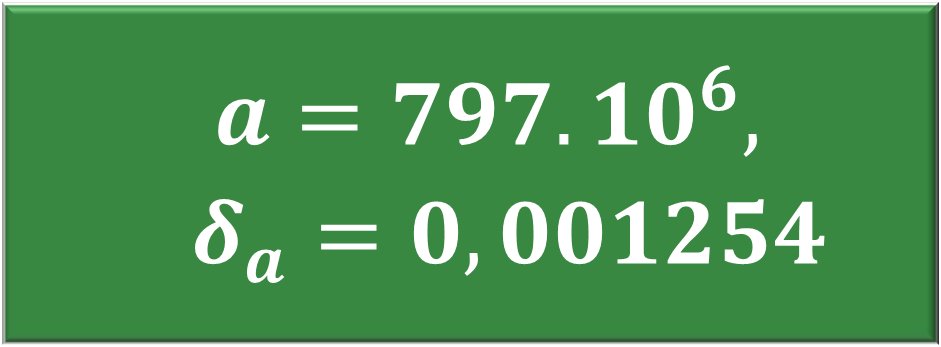 a = 797.10⁶,
δₐ = 0,001254